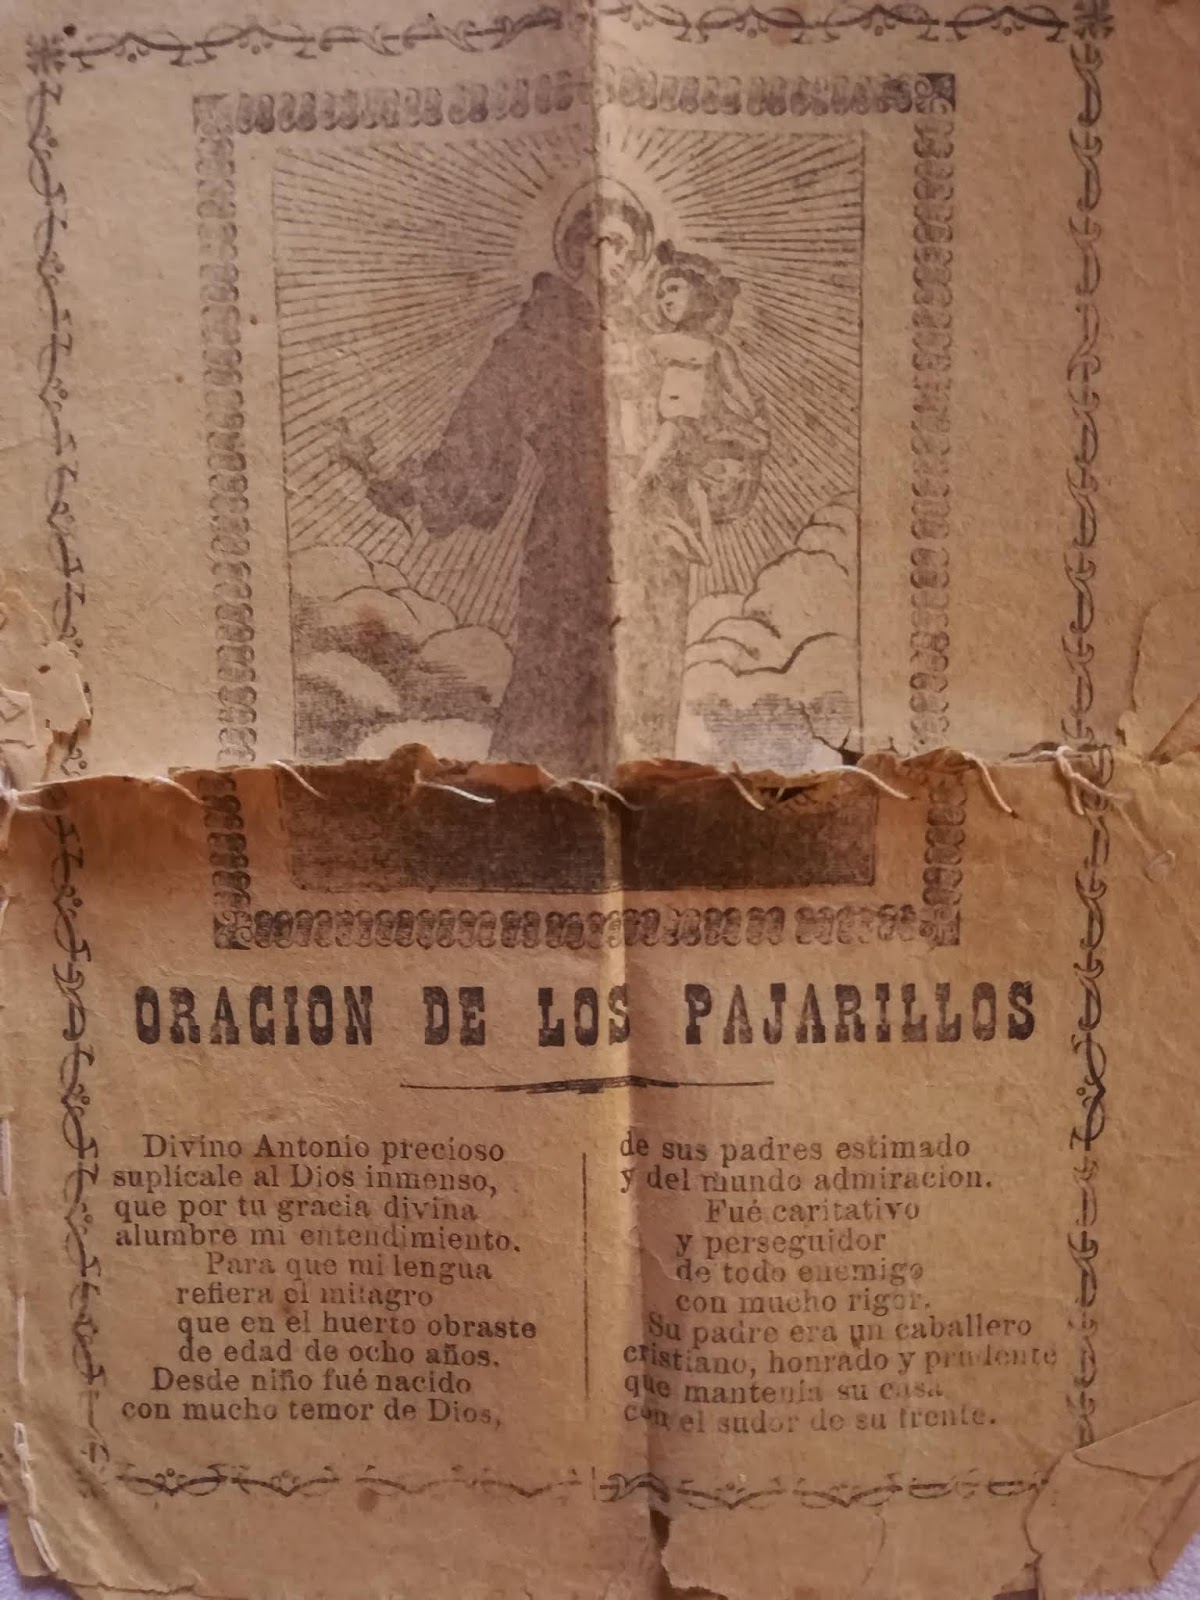 ORACION DE LOS PAJARILLOS
Divino Antonio precioso
suplícale al Dios inmenso,
que por tu gracia divina
alumbre mi entendimiento.
Para que mi lengua
refiera el milagro
que en el huerto obraste
de edad de ocho años.
Desde niño fué nacido
con mucho temor de Dios,
de sus padres estimado
y del mundo admiracion.
Fué caritativo
y perseguidor
de todo enemigo
con mucho rigor.
Su padre era un caballero
cristiano, honrado y prudente
que mantenia su casa
con el sudor de su frente.